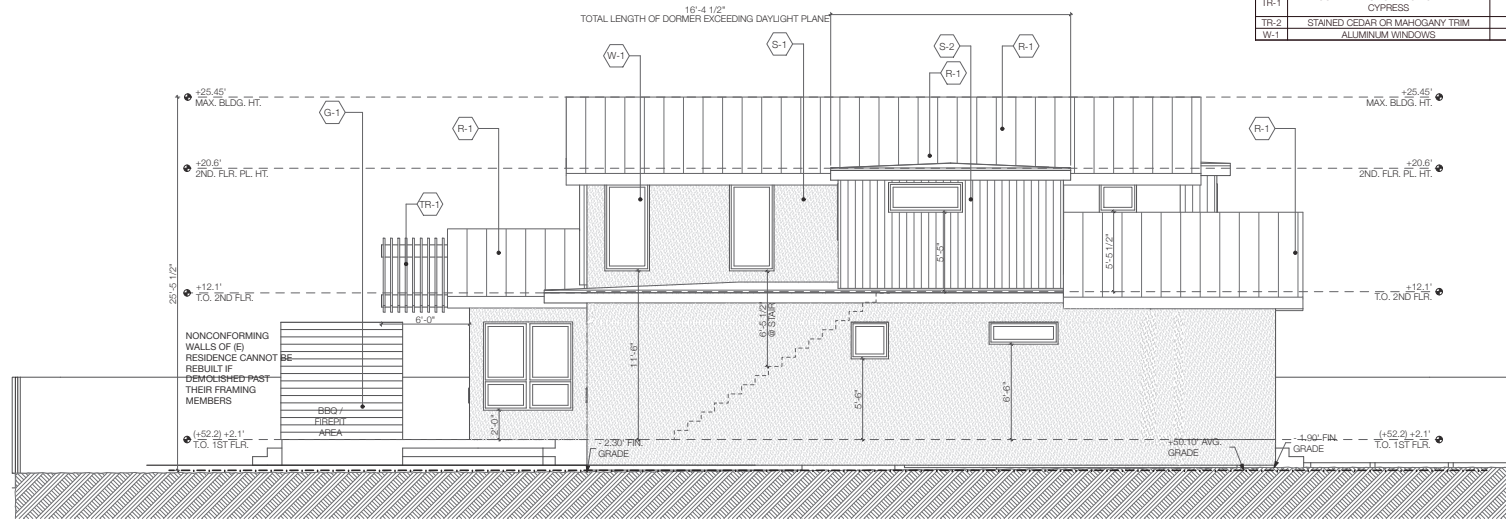 16'-4 1/2"
TOTAL LENGTH OF DORMER EXCEEDING DAYLIGHT PLANE
TR-1
CYPRESS
TR-2 STAINED CEDAR OR MAHOGANY TRIM
W-1 ALUMINUM WINDOWS
W-1
S-1
S-2
R-1
R-1
+25.45'
MAX. BLDG. HT.
+25.45'
MAX. BLDG. HT.
G-1
R-1
R-1
+20.6'
2ND. FLR. PL. HT.
+20.6'
2ND. FLR. PL. HT.
TR-1
25'-5 1/2"
5'-5"
5'-5 1/2"
+12.1'
T.O. 2ND FLR.
+12.1'
T.O. 2ND FLR.
6'-0"
6'-5 1/2"
@ STAIR
NONCONFORMING
WALLS OF (E)
RESIDENCE CANNOT BE
REBUILT IF
DEMOLISHED PAST
THEIR FRAMING
MEMBERS
11'-6"
5'-6"
6'-6"
BBQ /
FIREPIT
AREA
2'-0"
(+52.2) +2.1'
T.O. 1ST FLR.
- 2.30' FIN.
GRADE
+50.10' AVG.
GRADE
- 1.90' FIN.
GRADE
(+52.2) +2.1'
T.O. 1ST FLR.